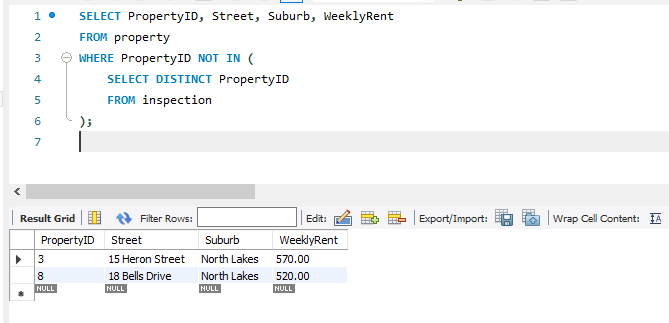 1 SELECT PropertyID, Street, Suburb, WeeklyRent
2 FROM property
3 WHERE PropertyID NOT IN (
4 SELECT DISTINCT PropertyID
5 FROM inspection
6 );
7
Result Grid Filter Rows: Edit: Export/Import: Wrap Cell Content: IA
PropertyID Street Suburb WeeklyRent
3 15 Heron Street North Lakes 570.00
8 18 Bells Drive North Lakes 520.00
NULL NULL NULL NULL